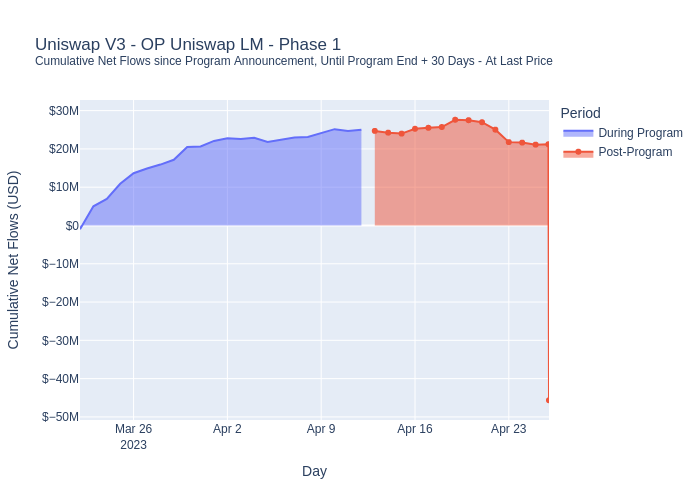 Uniswap V3 - OP Uniswap LM - Phase 1
Cumulative Net Flows since Program Announcement, Until Program End + 30 Days - At Last Price
Cumulative Net Flows (USD)
$30M
$20M
$10M
$0
$−10M
$−20M
$−30M
$−40M
$−50M
Mar 26
2023
Apr 2
Apr 9
Apr 16
Apr 23
Day
Period
During Program
Post-Program